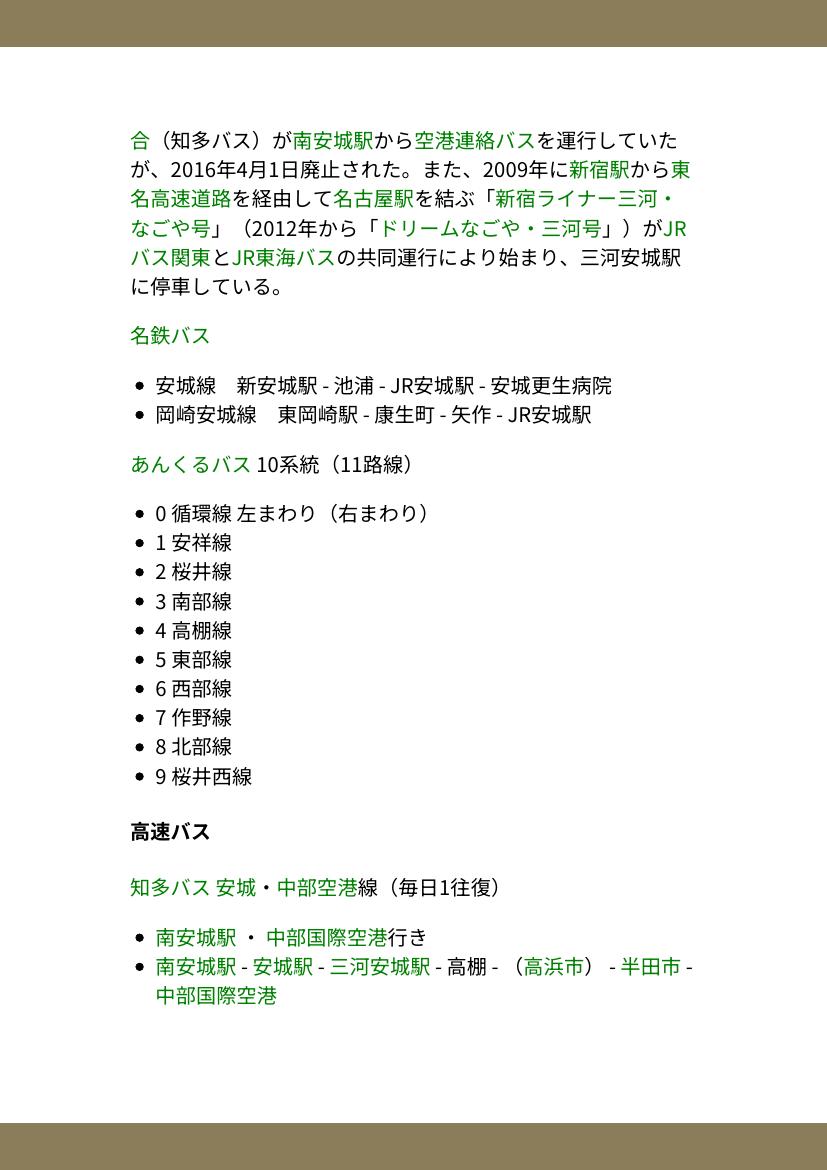 合（知多バス）が南安城駅から空港連絡バスを運行していた
が、2016年4月1日廃止された。また、2009年に新宿駅から東
名高速道路を経由して名古屋駅を結ぶ「新宿ライナー三河・
なごや号」（2012年から「ドリームなごや・三河号」）がJR
バス関東とJR東海バスの共同運行により始まり、三河安城駅
に停車している。
名鉄バス
• 安城線　新安城駅 - 池浦 - JR安城駅 - 安城更生病院
• 岡崎安城線　東岡崎駅 - 康生町 - 矢作 - JR安城駅
あんくるバス 10系統（11路線）
• 0 循環線 左まわり（右まわり）
• 1 安祥線
• 2 桜井線
• 3 南部線
• 4 高棚線
• 5 東部線
• 6 西部線
• 7 作野線
• 8 北部線
• 9 桜井西線
高速バス
知多バス 安城・中部空港線（毎日1往復）
• 南安城駅 ・ 中部国際空港行き
• 南安城駅 - 安城駅 - 三河安城駅 - 高棚 - （高浜市） - 半田市 -
中部国際空港